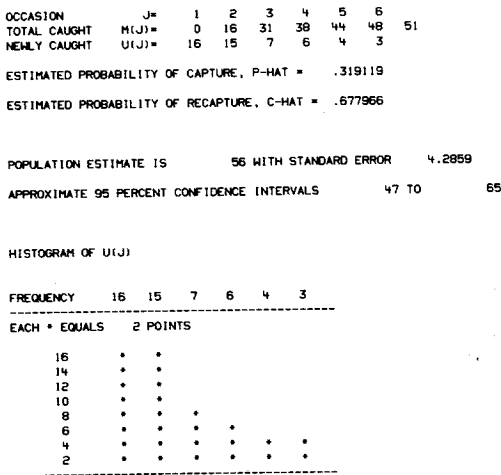 OCCASION J= 1 2 3 4 5 6
TOTAL CAUGHT M(J)= 0 16 31 38 44 48 51
NEWLY CAUGHT U(J)= 16 15 7 6 4 3
ESTIMATED PROBABILITY OF CAPTURE, P-HAT = .319119
ESTIMATED PROBABILITY OF RECAPTURE, C-HAT = .677966
POPULATION ESTIMATE IS 56 WITH STANDARD ERROR 4.2859
APPROXIMATE 95 PERCENT CONFIDENCE INTERVALS 47 TO 65
HISTOGRAM OF U(J)
FREQUENCY 16 15 7 6 4 3
--------------------------------------------------
EACH * EQUALS 2 POINTS
16 * *
14 * *
12 * *
10 * *
8 * * *
6 * * * *
4 * * * * * *
2 * * * * * *
--------------------------------------------------